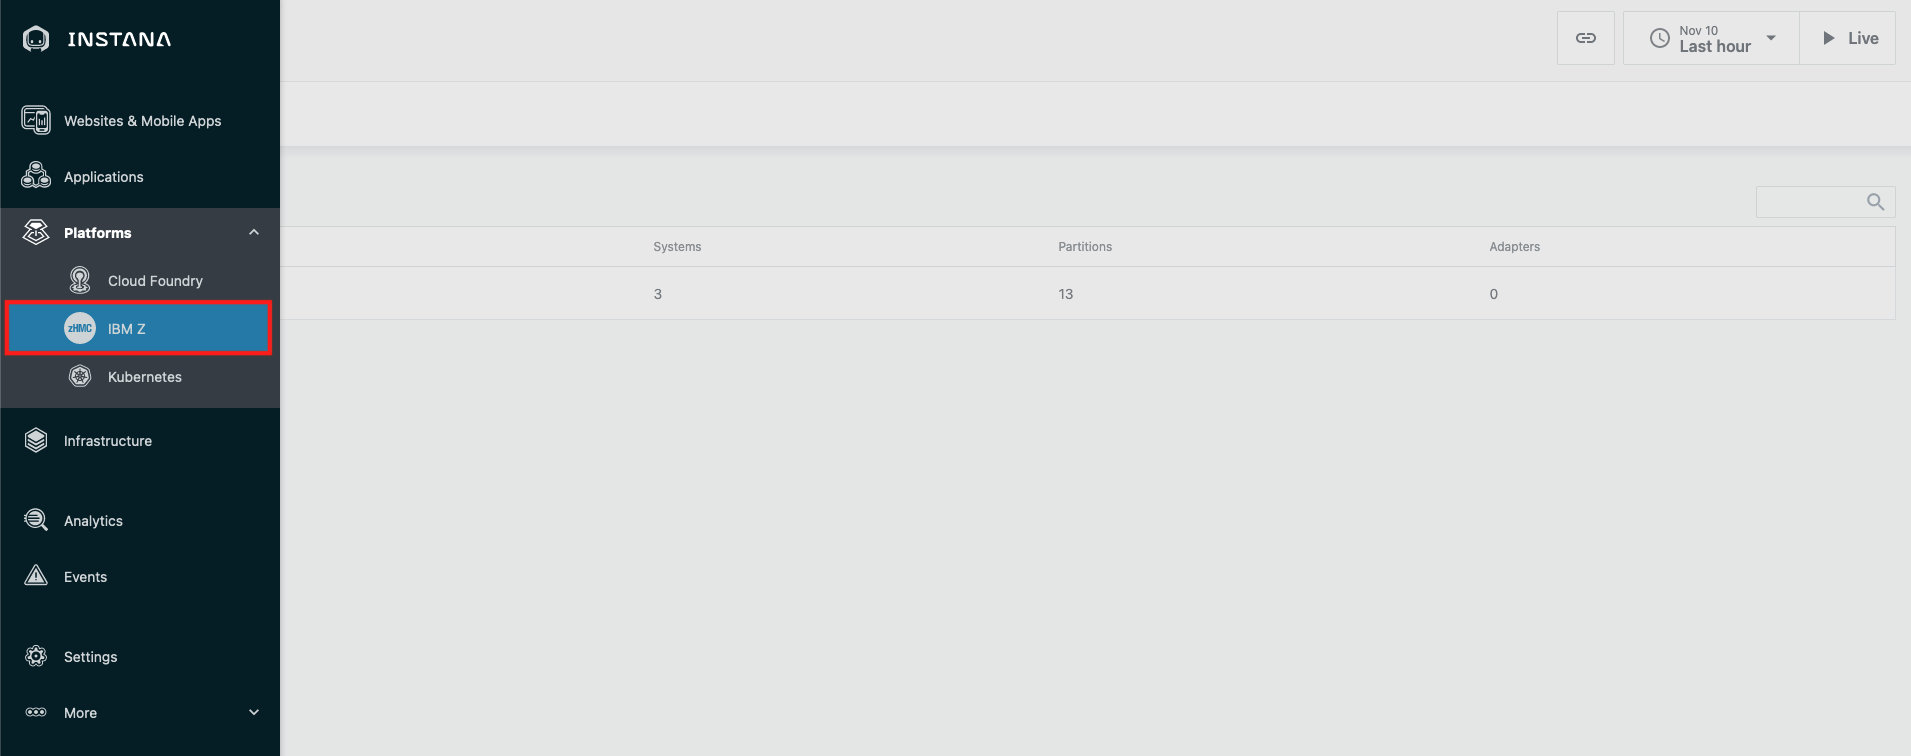 INSTANA
Nov 10
Last hour
Live
Websites & Mobile Apps
Applications
Platforms
Cloud Foundry
zHMC IBM Z
Kubernetes
Infrastructure
Analytics
Events
Settings
More
Systems Partitions Adapters
3 13 0